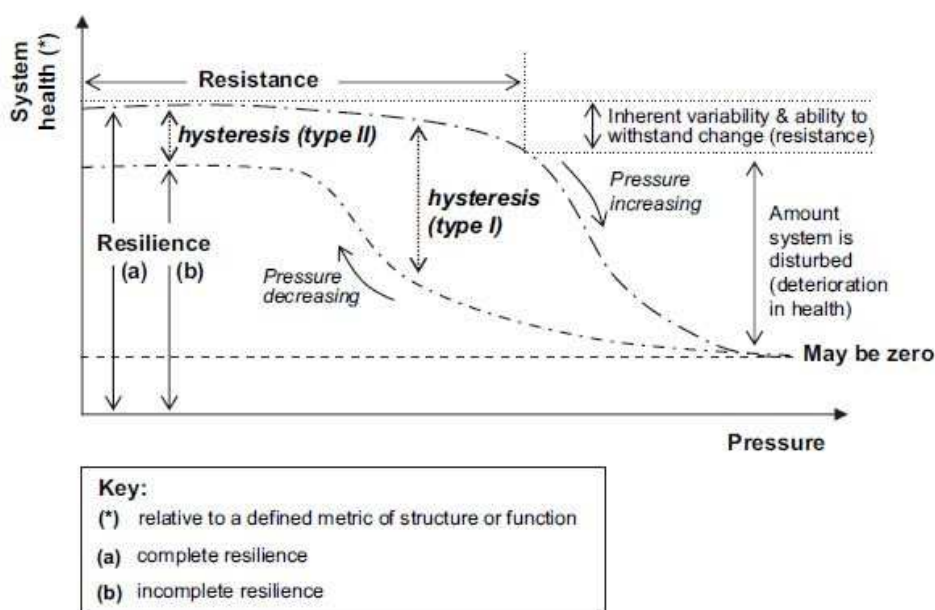 System
health (*)
Resistance
Inherent variability & ability to
withstand change (resistance)
hysteresis (type II)
Pressure
increasing
hysteresis
(type I)
Amount
system is
disturbed
(deterioration
in health)
Resilience
(a)
(b)
Pressure
decreasing
May be zero
Pressure
Key:
(*) relative to a defined metric of structure or function
(a) complete resilience
(b) incomplete resilience